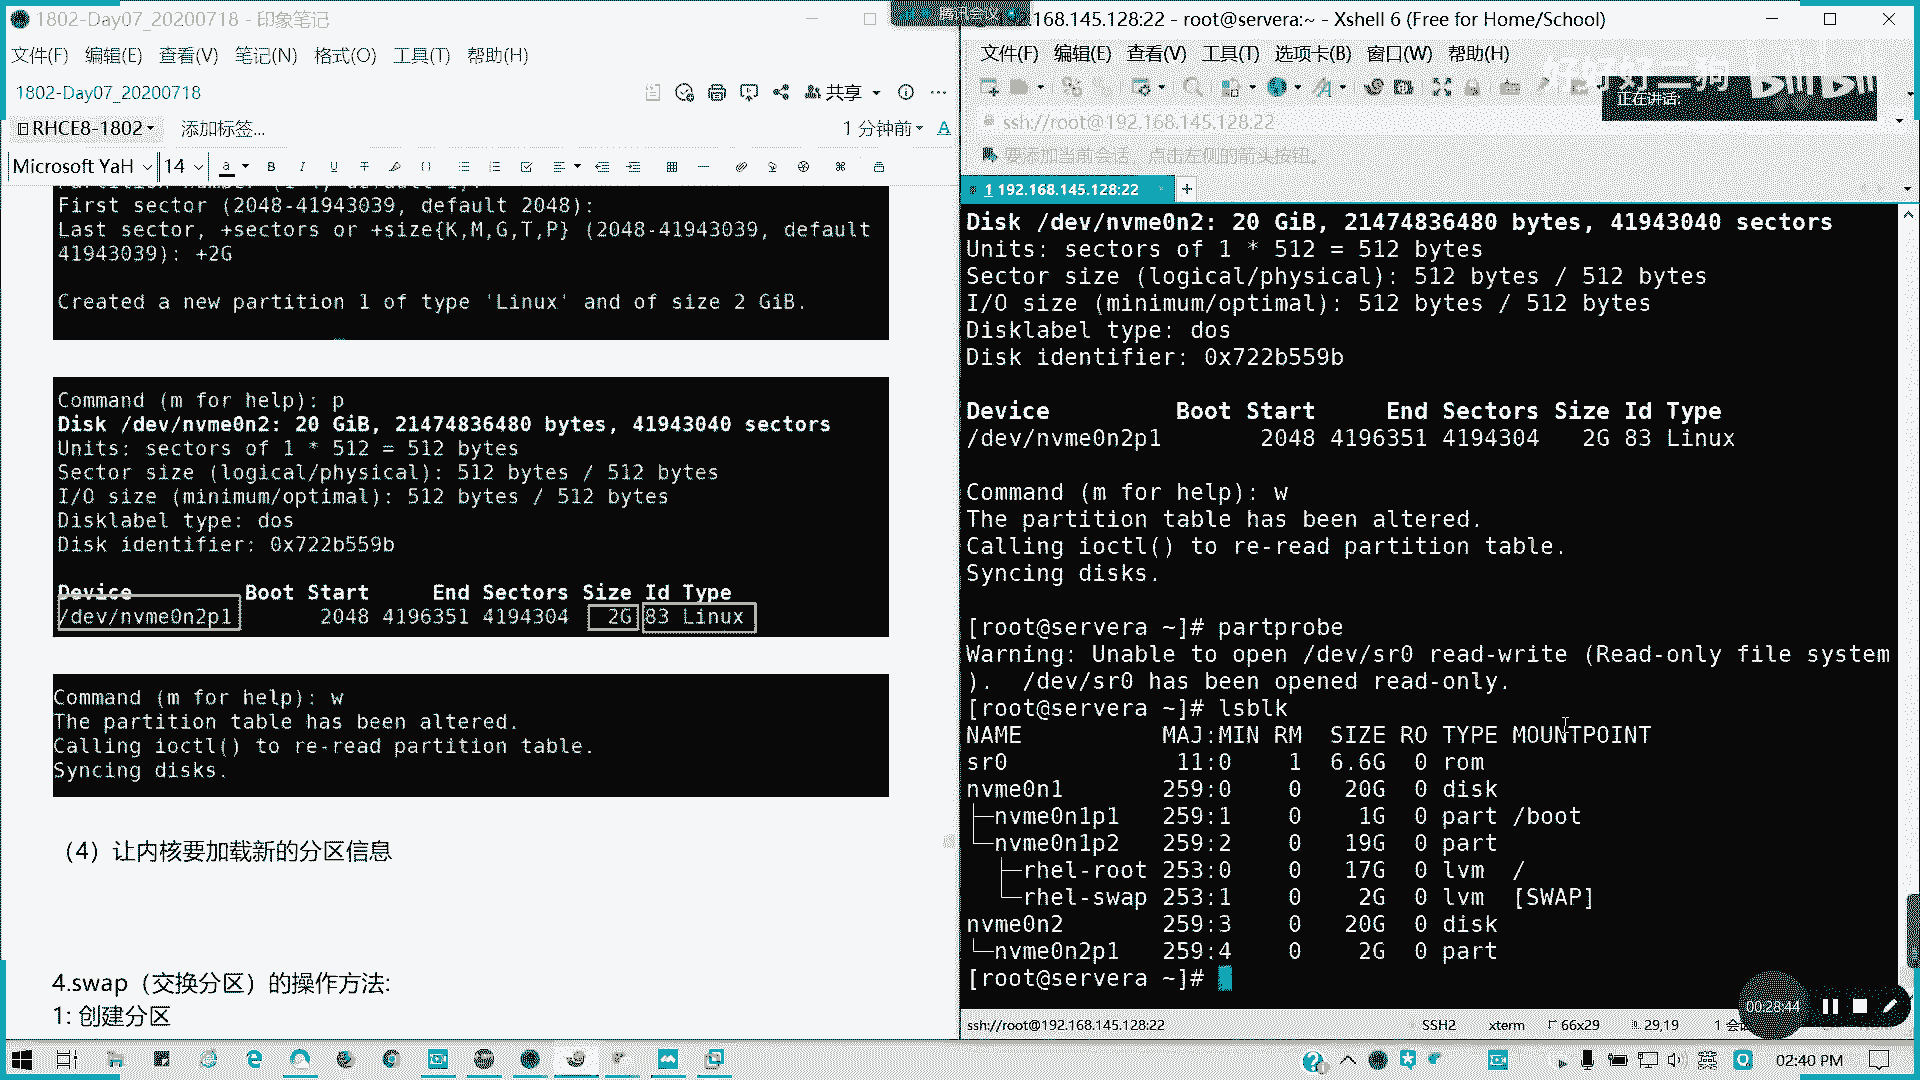 1802-Day07_20200718 - 印象笔记
文件(F) 编辑(E) 查看(V) 笔记(N) 格式(O) 工具(T) 帮助(H)
1802-Day07_20200718
共享
RHCE8-1802
添加标签...
1 分钟前
Microsoft YaH
14
First sector (2048-41943039, default 2048):
Last sector, +sectors or +size{K,M,G,T,P} (2048-41943039, default
41943039): +2G
Created a new partition 1 of type 'Linux' and of size 2 GiB.
Command (m for help): p
Disk /dev/nvme0n2: 20 GiB, 21474836480 bytes, 41943040 sectors
Units: sectors of 1 * 512 = 512 bytes
Sector size (logical/physical): 512 bytes / 512 bytes
I/O size (minimum/optimal): 512 bytes / 512 bytes
Disklabel type: dos
Disk identifier: 0x722b559b
Device Boot Start End Sectors Size Id Type
/dev/nvme0n2p1 2048 4196351 4194304 2G 83 Linux
Command (m for help): w
The partition table has been altered.
Calling ioctl() to re-read partition table.
Syncing disks.
（4）让内核要加载新的分区信息
4.swap（交换分区）的操作方法:
1: 创建分区
腾讯会议
.168.145.128:22 - root@servera:~ - Xshell 6 (Free for Home/School)
文件(F) 编辑(E) 查看(V) 工具(T) 选项卡(B) 窗口(W) 帮助(H)
正在讲话:
ssh://root@192.168.145.128:22
要添加当前会话，点击左侧的箭头按钮。
1 192.168.145.128:22
Disk /dev/nvme0n2: 20 GiB, 21474836480 bytes, 41943040 sectors
Units: sectors of 1 * 512 = 512 bytes
Sector size (logical/physical): 512 bytes / 512 bytes
I/O size (minimum/optimal): 512 bytes / 512 bytes
Disklabel type: dos
Disk identifier: 0x722b559b
Device Boot Start End Sectors Size Id Type
/dev/nvme0n2p1 2048 4196351 4194304 2G 83 Linux
Command (m for help): w
The partition table has been altered.
Calling ioctl() to re-read partition table.
Syncing disks.
[root@servera ~]# partprobe
Warning: Unable to open /dev/sr0 read-write (Read-only file system
).  /dev/sr0 has been opened read-only.
[root@servera ~]# lsblk
NAME MAJ:MIN RM SIZE RO TYPE MOUNTPOINT
sr0 11:0 1 6.6G 0 rom
nvme0n1 259:0 0 20G 0 disk
├─nvme0n1p1 259:1 0 1G 0 part /boot
└─nvme0n1p2 259:2 0 19G 0 part
├─rhel-root 253:0 0 17G 0 lvm /
└─rhel-swap 253:1 0 2G 0 lvm [SWAP]
nvme0n2 259:3 0 20G 0 disk
└─nvme0n2p1 259:4 0 2G 0 part
[root@servera ~]#
00:28:44
ssh://root@192.168.145.128:22
SSH2
xterm
66x29
29,19
02:40 PM